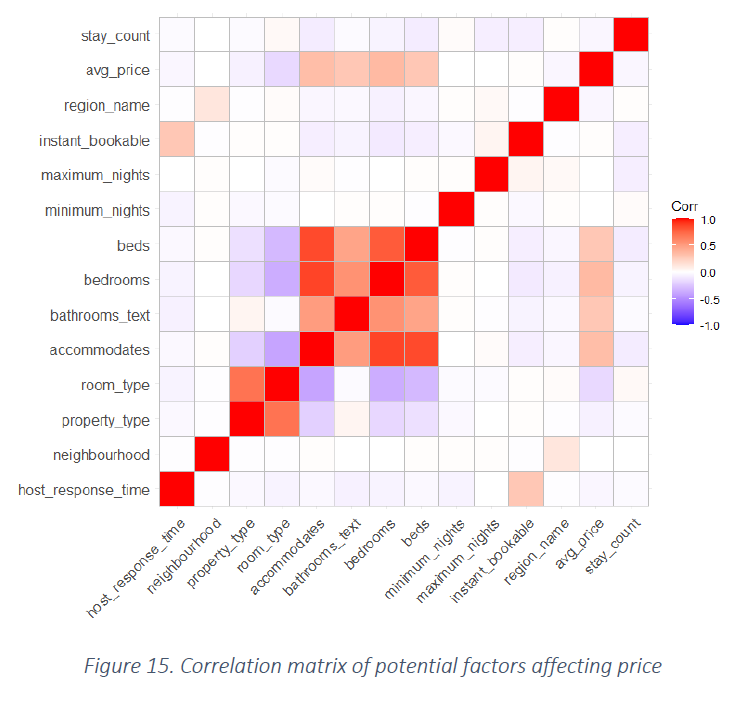 stay_count
avg_price
region_name
instant_bookable
maximum_nights
minimum_nights
beds
bedrooms
bathrooms_text
accommodates
room_type
property_type
neighbourhood
host_response_time
host_response_time
neighbourhood
property_type
room_type
accommodates
bathrooms_text
bedrooms
beds
minimum_nights
maximum_nights
instant_bookable
region_name
avg_price
stay_count
Corr
1.0
0.5
0.0
-0.5
-1.0
Figure 15. Correlation matrix of potential factors affecting price